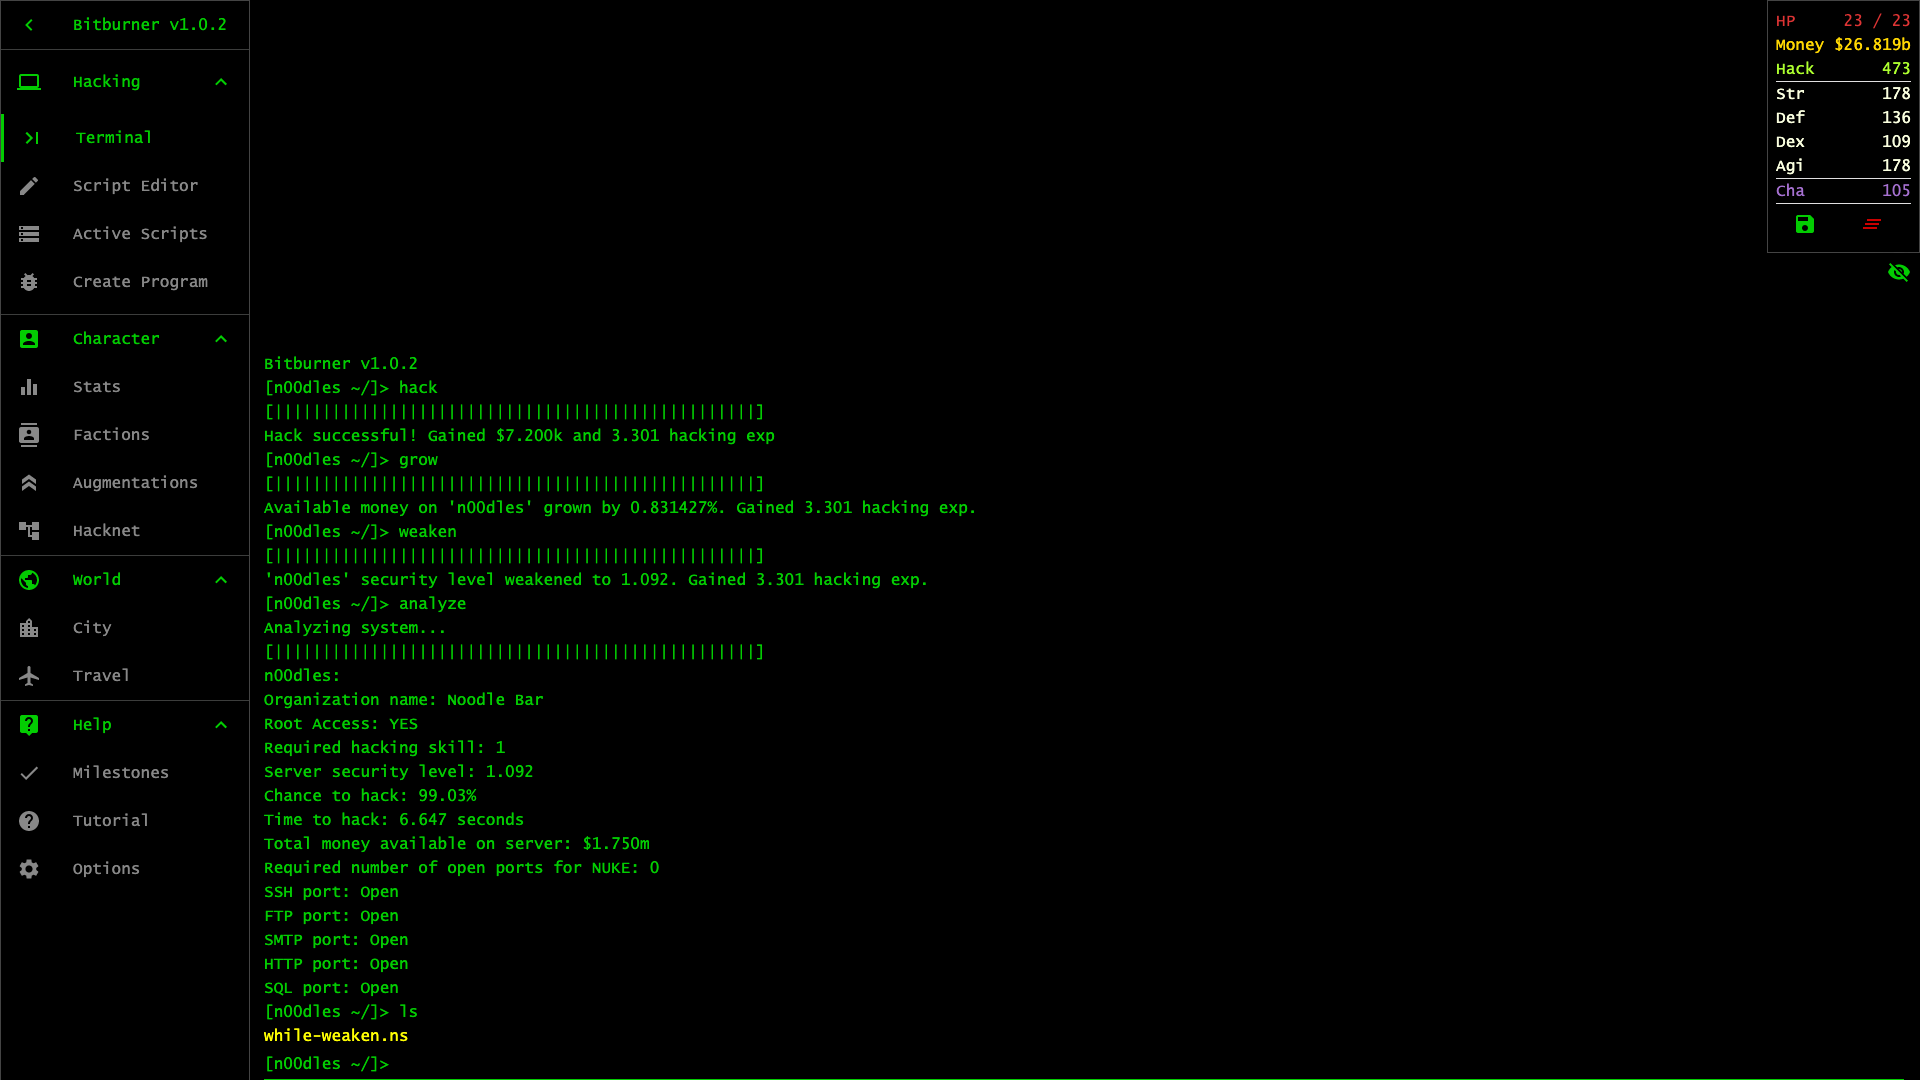 Bitburner v1.0.2
Hacking
Terminal
Script Editor
Active Scripts
Create Program
Character
Stats
Factions
Augmentations
Hacknet
World
City
Travel
Help
Milestones
Tutorial
Options
Bitburner v1.0.2
[n00dles ~/]> hack
[||||||||||||||||||||||||||||||||||||||||||||||||||]
Hack successful! Gained $7.200k and 3.301 hacking exp
[n00dles ~/]> grow
[||||||||||||||||||||||||||||||||||||||||||||||||||]
Available money on 'n00dles' grown by 0.831427%. Gained 3.301 hacking exp.
[n00dles ~/]> weaken
[||||||||||||||||||||||||||||||||||||||||||||||||||]
'n00dles' security level weakened to 1.092. Gained 3.301 hacking exp.
[n00dles ~/]> analyze
Analyzing system...
[||||||||||||||||||||||||||||||||||||||||||||||||||]
n00dles:
Organization name: Noodle Bar
Root Access: YES
Required hacking skill: 1
Server security level: 1.092
Chance to hack: 99.03%
Time to hack: 6.647 seconds
Total money available on server: $1.750m
Required number of open ports for NUKE: 0
SSH port: Open
FTP port: Open
SMTP port: Open
HTTP port: Open
SQL port: Open
[n00dles ~/]> ls
while-weaken.ns
[n00dles ~/]>
HP 23 / 23
Money $26.819b
Hack 473
Str 178
Def 136
Dex 109
Agi 178
Cha 105